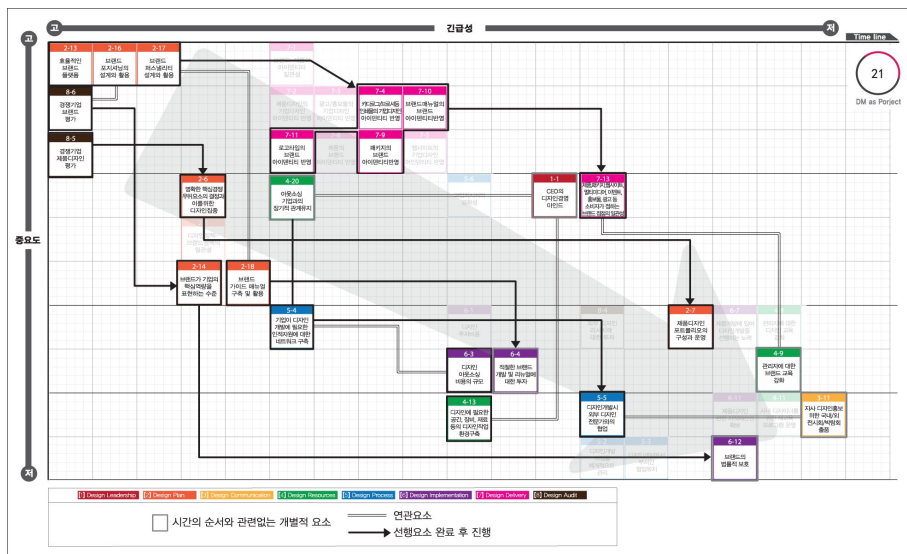 고
긴급성
저
고
Time line
21
DM as Porject
중요도
저
2-13
효율적인
브랜드
플랫폼
2-16
브랜드
포지셔닝의
설계와 활용
2-17
브랜드
퍼스낼리티
설계와 활용
8-6
경쟁기업
브랜드
평가
7-4
인쇄물의 기업디자인
아이덴티티 반영
7-10
브랜드매뉴얼의
브랜드
아이덴티티반영
8-5
경쟁기업
제품디자인
평가
7-11
로고타입의
브랜드
아이덴티티 반영
7-9
패키지의
브랜드
아이덴티티반영
2-6
명확한 핵심경쟁
부위요소의 결정과
이를위한
디자인집중
4-20
아웃소싱
기업과의
장기적 관계유지
1-1
CEO의
디자인경영
마인드
7-13
제품,패키지,웹사이트,
멀티미디어, 이벤트,
홍보물, 광고 등
소비자가 접하는
브랜드 접점의 일관성
2-14
브랜드가 기업의
핵심역량을
표현하는 수준
2-18
브랜드
가이드 매뉴얼
구축 및 활용
5-4
기업이 디자인
개발에 필요한
인적자원에 대한
네트워크 구축
2-7
제품디자인
포트폴리오의
구성과 운영
6-3
디자인
아웃소싱
비용의 규모
6-4
적절한 브랜드
개발 및 리뉴얼에
대한 투자
4-9
관리자에 대한
브랜드 교육
강화
4-13
디자인에 필요한
공간, 장비, 재료
등의 디자인작업
환경구축
5-5
디자인개발시
외부 디자인
전문가와의
협업
3-11
자사 디자인홍보
위한 국내/외
전시회/박람회
출품
6-12
브랜드의
법률적 보호
[1] Design Leadership
[2] Design Plan
[3] Design Communication
[4] Design Resources
[5] Design Process
[6] Design Implementation
[7] Design Delivery
[8] Design Audit
시간의 순서와 관련없는 개별적 요소
연관요소
선행요소 완료 후 진행